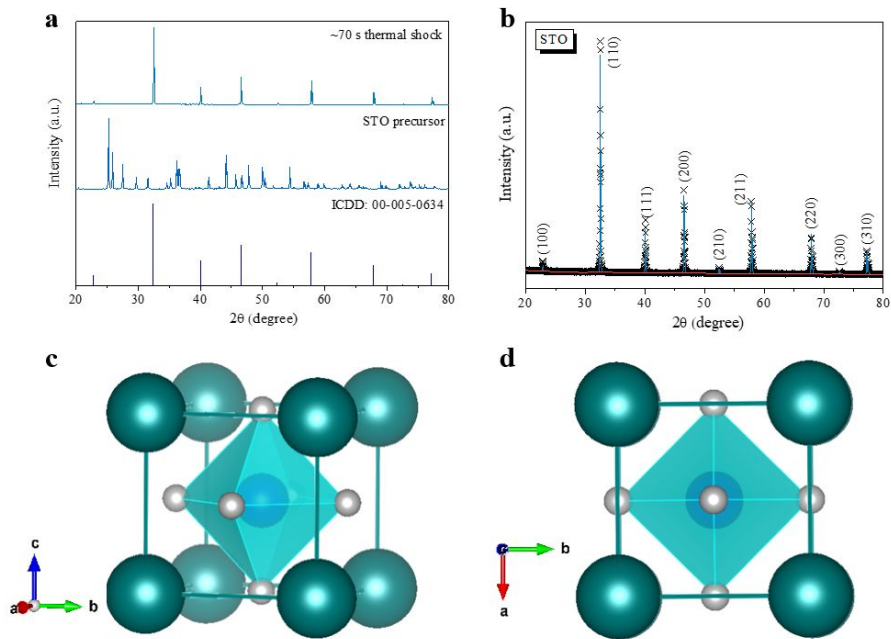 a
~70 s thermal shock
STO precursor
ICDD: 00-005-0634
Intensity (a.u.)
20 30 40 50 60 70 80
2θ (degree)
b
STO
(100)
(110)
(111)
(200)
(210)
(211)
(220)
(300)
(310)
Intensity (a.u.)
20 30 40 50 60 70 80
2θ (degree)
c
c
a
b
d
c
b
a